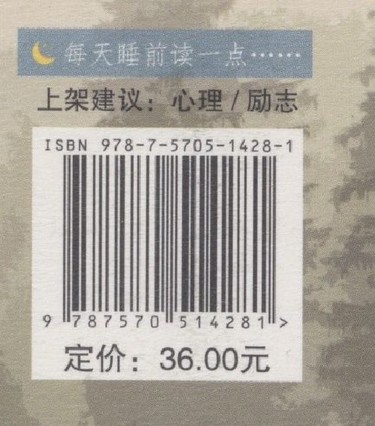 每天睡前读一点……
上架建议：心理/励志
ISBN 978-7-5705-1428-1
9 787570 514281 >
定价：36.00元